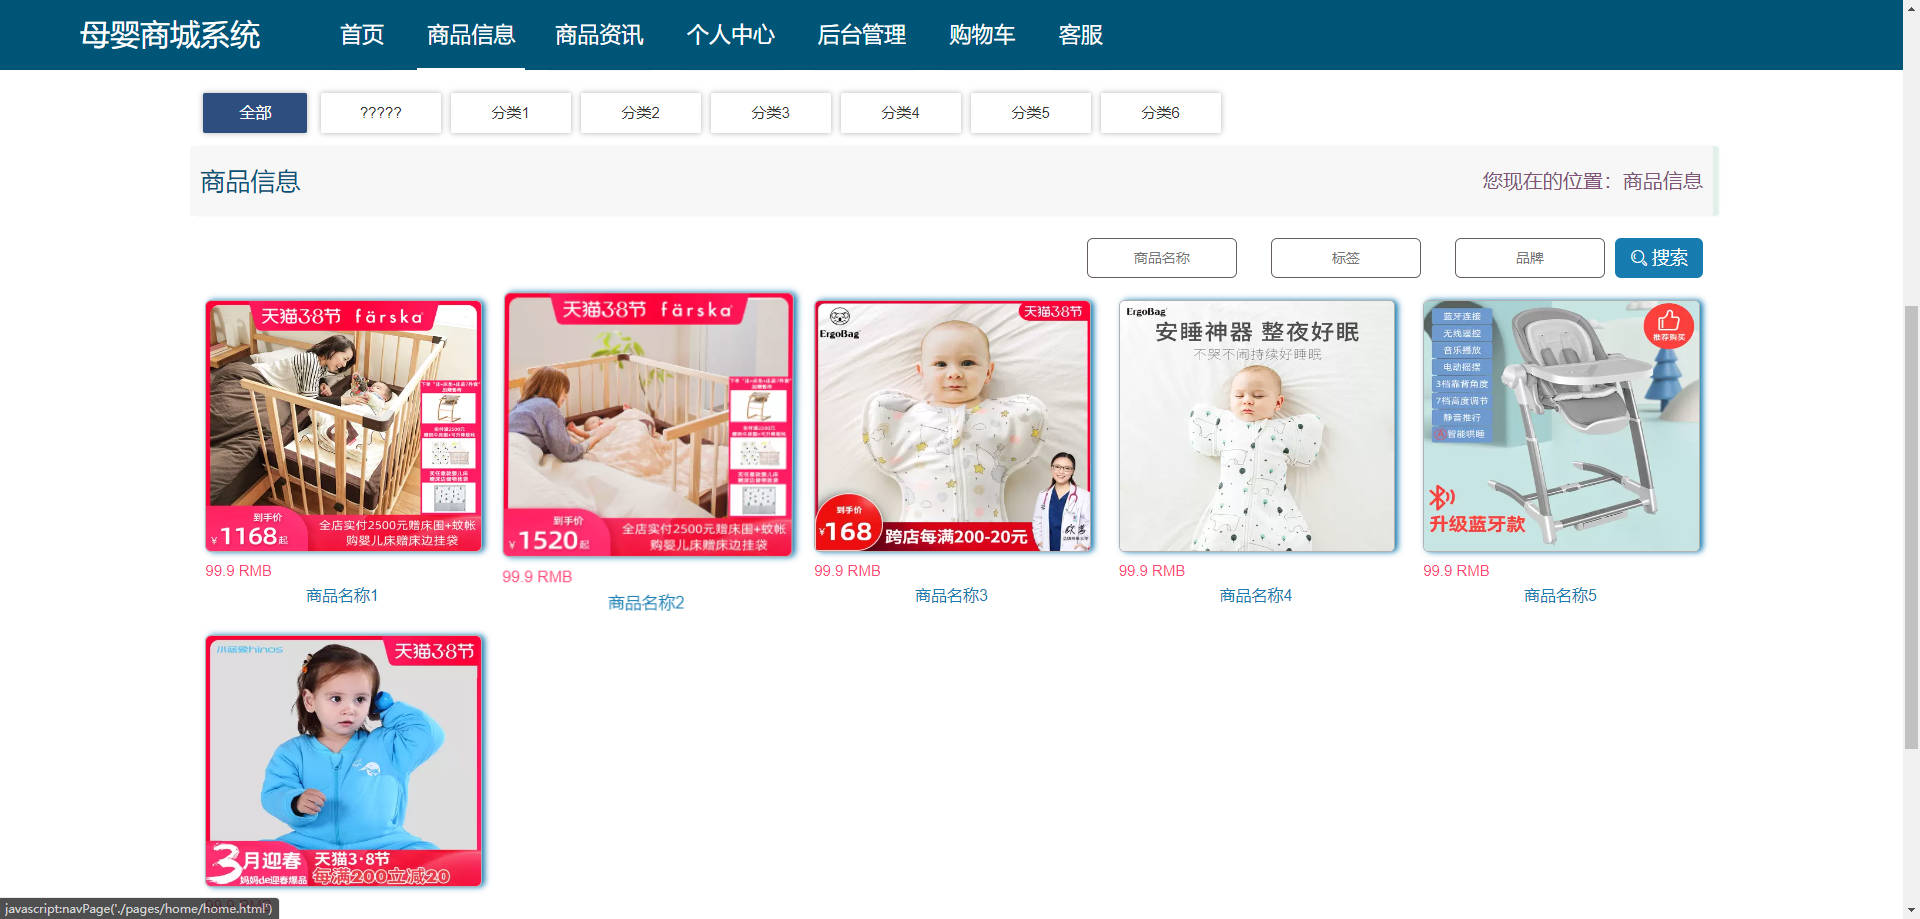 母婴商城系统
首页
商品信息
商品资讯
个人中心
后台管理
购物车
客服
全部
?????
分类1
分类2
分类3
分类4
分类5
分类6
商品信息
您现在的位置：商品信息
商品名称
标签
品牌
搜索
天猫3.8节 färska
到手价
¥1168起
全店实付2500元赠床围+蚊帐
购婴儿床赠床边挂袋
99.9 RMB
商品名称1
天猫3.8节 färska
到手价
¥1520起
全店实付2500元赠床围+蚊帐
购婴儿床赠床边挂袋
99.9 RMB
商品名称2
ErgoBag
天猫3.8节
到手价
¥168
跨店每满200-20元
99.9 RMB
商品名称3
ErgoBag
安睡神器 整夜好眠
不哭不闹持续好睡眠
99.9 RMB
商品名称4
蓝牙连接
无线遥控
音乐播放
电动摇摆
3档靠背角度
7档高度调节
静音推行
智能哄睡
推荐购买
升级蓝牙款
99.9 RMB
商品名称5
hinos
天猫3.8节
3月迎春
妈妈de迎春爆品
天猫3·8节
每满200立减20
javascript:navPage('./pages/home/home.html')